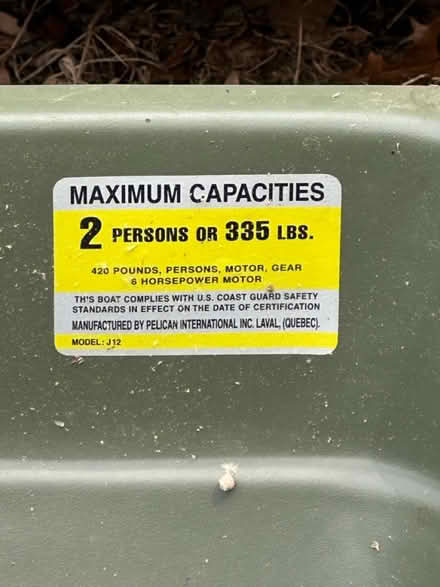 MAXIMUM CAPACITIES
2 PERSONS OR 335 LBS.
420 POUNDS, PERSONS, MOTOR, GEAR
6 HORSEPOWER MOTOR
THIS BOAT COMPLIES WITH U.S. COAST GUARD SAFETY
STANDARDS IN EFFECT ON THE DATE OF CERTIFICATION
MANUFACTURED BY PELICAN INTERNATIONAL INC. LAVAL, (QUEBEC).
MODEL: J12